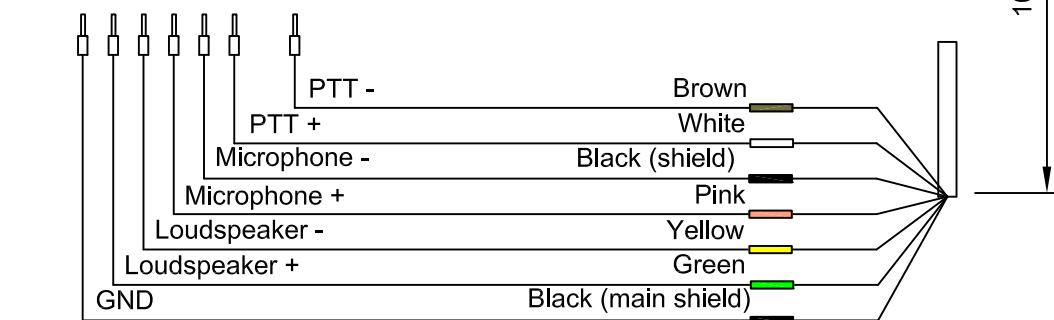 PTT - Brown
PTT + White
Microphone - Black (shield)
Microphone + Pink
Loudspeaker - Yellow
Loudspeaker + Green
GND Black (main shield)